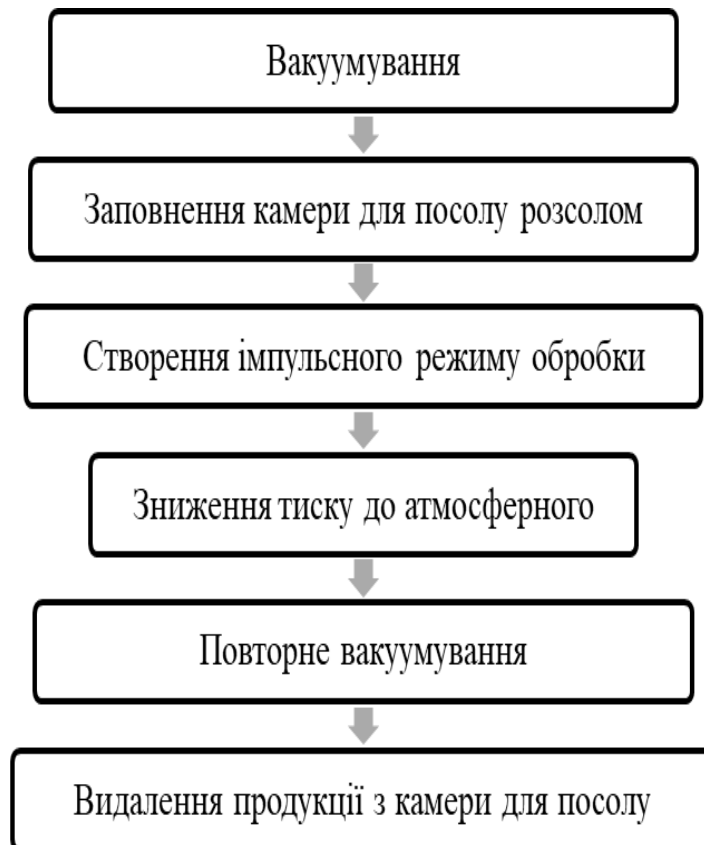 Вакуумування
Заповнення камери для посолу розсолом
Створення імпульсного режиму обробки
Зниження тиску до атмосферного
Повторне вакуумування
Видалення продукції з камери для посолу